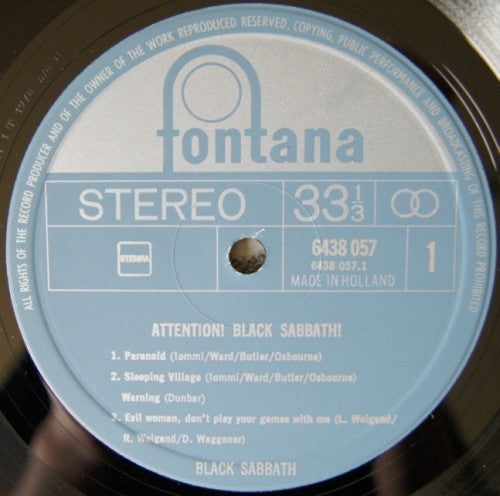 ALL RIGHTS OF THE RECORD PRODUCER AND OF THE OWNER OF THE WORK REPRODUCED RESERVED. COPYING, PUBLIC PERFORMANCE AND BROADCASTING OF THIS RECORD PROHIBITED
fontana
STEREO 33 1/3
STEMRA
6438 057
6438 057.1
MADE IN HOLLAND
1
ATTENTION! BLACK SABBATH!
1. Paranoid (Iommi/Ward/Butler/Osbourne)
2. Sleeping Village (Iommi/Ward/Butler/Osbourne)
Warning (Dunbar)
3. Evil woman, don't play your games with me (L. Weigand/
R. Weigand/D. Waggoner)
BLACK SABBATH